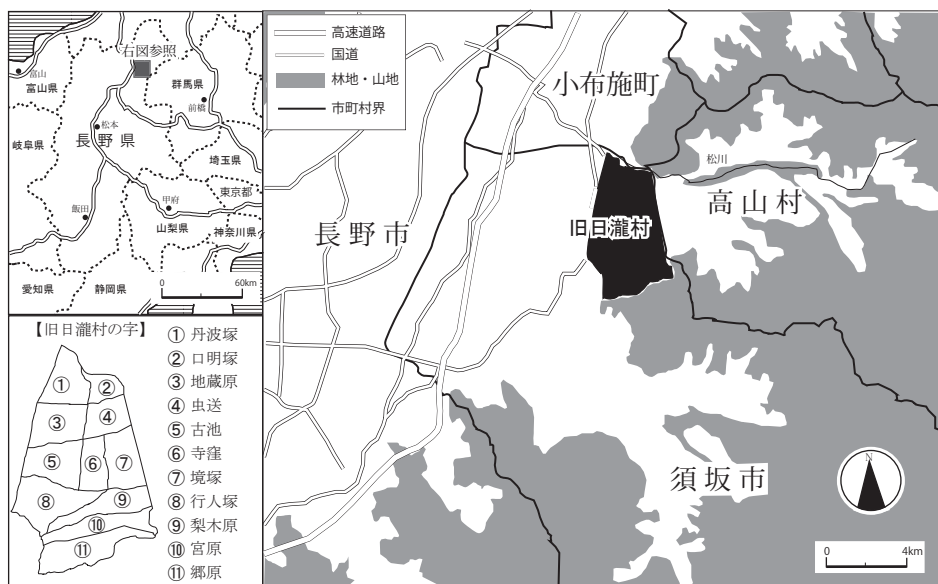 右図参照
富山
富山県
群馬県
前橋
松本
長野県
岐阜県
埼玉県
東京都
甲府
飯田
山梨県
神奈川県
愛知県
静岡県
0
60km
高速道路
国道
林地・山地
市町村界
小布施町
松川
高山村
長野市
旧日瀧村
須坂市
N
0
4km
【旧日瀧村の字】
① 丹波塚
② 口明塚
③ 地蔵原
④ 虫送
⑤ 古池
⑥ 寺窪
⑦ 境塚
⑧ 行人塚
⑨ 梨木原
⑩ 宮原
⑪ 郷原
①
②
③
④
⑤
⑥
⑦
⑧
⑨
⑩
⑪